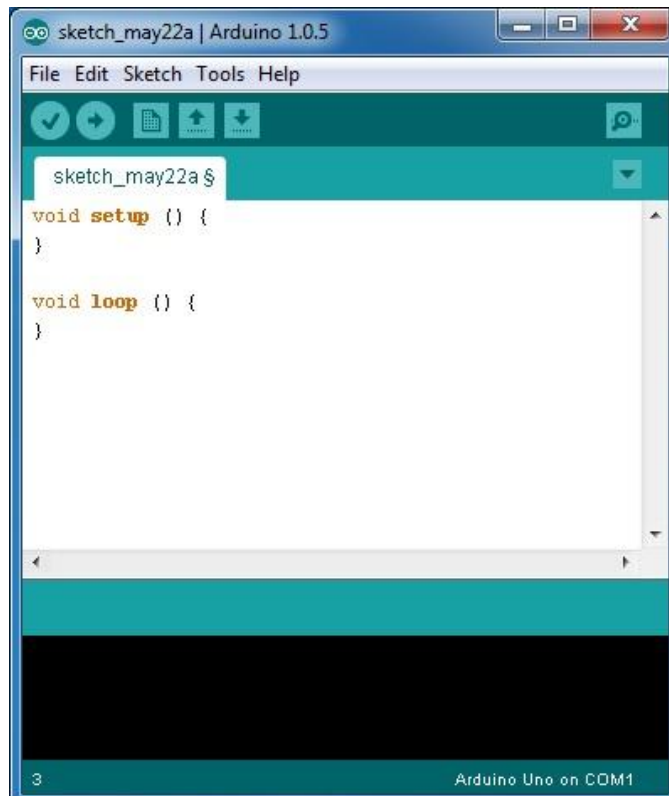 sketch_may22a | Arduino 1.0.5
File Edit Sketch Tools Help
sketch_may22a §
void setup () {
}
void loop () {
}
3
Arduino Uno on COM1